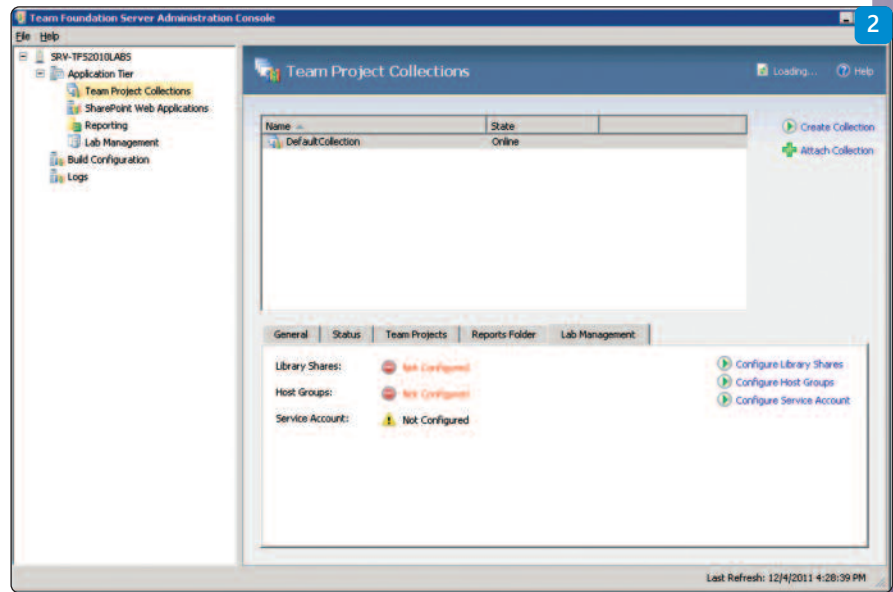 Team Foundation Server Administration Console
2
File Help
SRV-TFS2010LABS
Application Tier
Team Project Collections
SharePoint Web Applications
Reporting
Lab Management
Build Configuration
Logs
Team Project Collections
Loading... Help
Name State
DefaultCollection Online
Create Collection
Attach Collection
General Status Team Projects Reports Folder Lab Management
Library Shares: Not Configured
Host Groups: Not Configured
Service Account: Not Configured
Configure Library Shares
Configure Host Groups
Configure Service Account
Last Refresh: 12/4/2011 4:28:39 PM